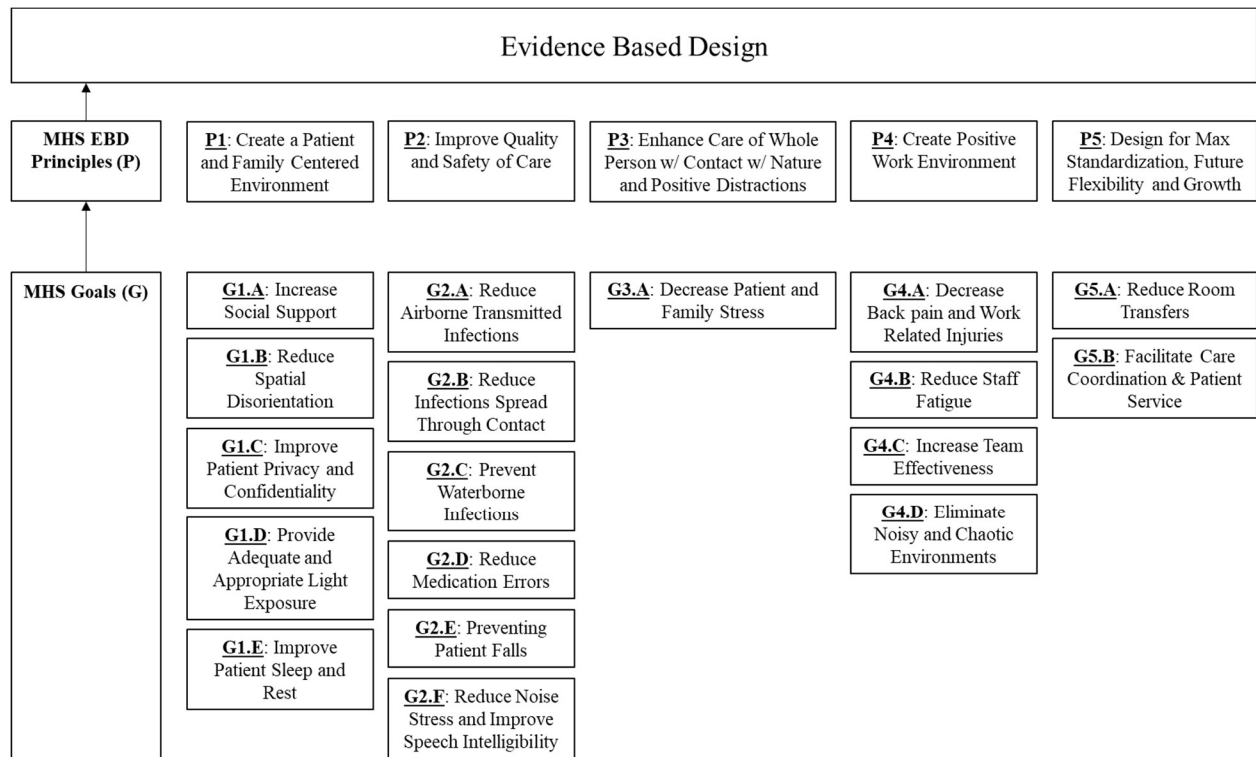 Evidence Based Design
MHS EBD
Principles (P)
P1: Create a Patient
and Family Centered
Environment
P2: Improve Quality
and Safety of Care
P3: Enhance Care of Whole
Person w/ Contact w/ Nature
and Positive Distractions
P4: Create Positive
Work Environment
P5: Design for Max
Standardization, Future
Flexibility and Growth
MHS Goals (G)
G1.A: Increase
Social Support
G1.B: Reduce
Spatial
Disorientation
G1.C: Improve
Patient Privacy and
Confidentiality
G1.D: Provide
Adequate and
Appropriate Light
Exposure
G1.E: Improve
Patient Sleep and
Rest
G2.A: Reduce
Airborne Transmitted
Infections
G2.B: Reduce
Infections Spread
Through Contact
G2.C: Prevent
Waterborne
Infections
G2.D: Reduce
Medication Errors
G2.E: Preventing
Patient Falls
G2.F: Reduce Noise
Stress and Improve
Speech Intelligibility
G3.A: Decrease Patient and
Family Stress
G4.A: Decrease
Back pain and Work
Related Injuries
G4.B: Reduce Staff
Fatigue
G4.C: Increase Team
Effectiveness
G4.D: Eliminate
Noisy and Chaotic
Environments
G5.A: Reduce Room
Transfers
G5.B: Facilitate Care
Coordination & Patient
Service